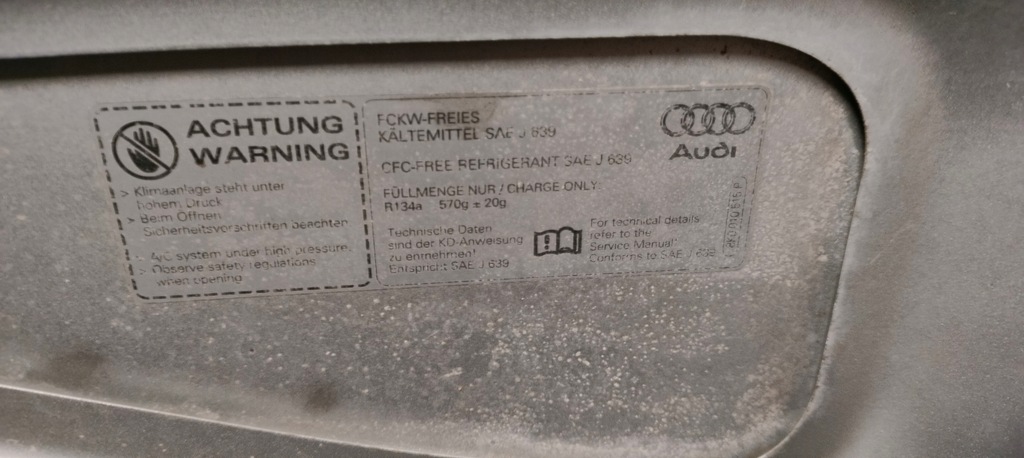 ACHTUNG
WARNING
> Klimaanlage steht unter
hohem Druck
> Beim Öffnen
Sicherheitsvorschriften beachten
> A/C system under high pressure.
> Observe safety regulations
when opening
FCKW-FREIES
KÄLTEMITTEL SAE J 639
CFC-FREE REFRIGERANT SAE J 639
FÜLLMENGE NUR / CHARGE ONLY:
R134a 570g ± 20g
Technische Daten
sind der KD-Anweisung
zu entnehmen!
Entspricht SAE J 639
For technical details
refer to the
Service Manual!
Conforms to SAE J 639
Audi